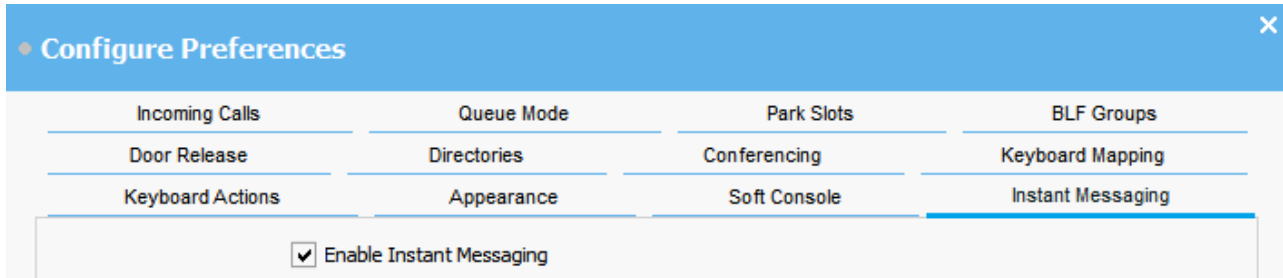 Configure Preferences
Incoming Calls Queue Mode Park Slots BLF Groups
Door Release Directories Conferencing Keyboard Mapping
Keyboard Actions Appearance Soft Console Instant Messaging
Enable Instant Messaging